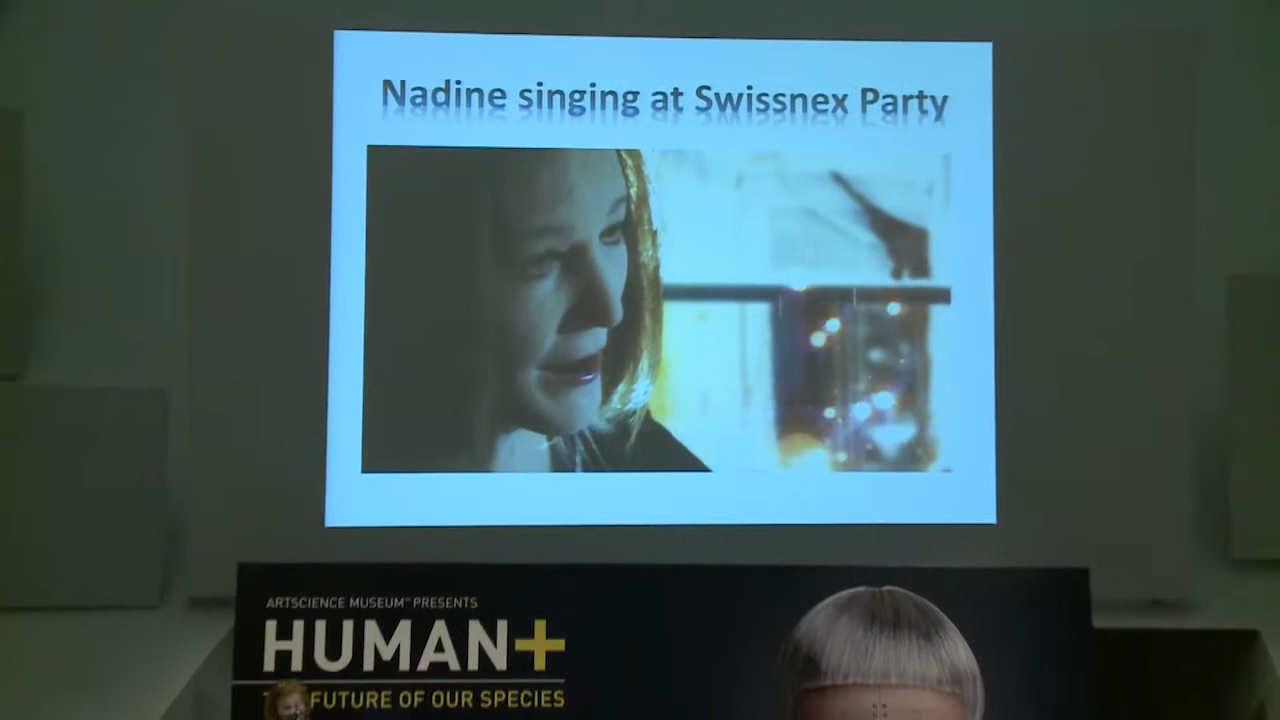 Nadine singing at Swissnex Party
ARTSCIENCE MUSEUM™ PRESENTS
HUMAN+
FUTURE OF OUR SPECIES